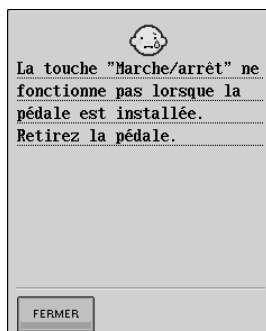 La touche "Marche/arrêt" ne
fonctionne pas lorsque la
pédale est installée.
Retirez la pédale.
FERMER